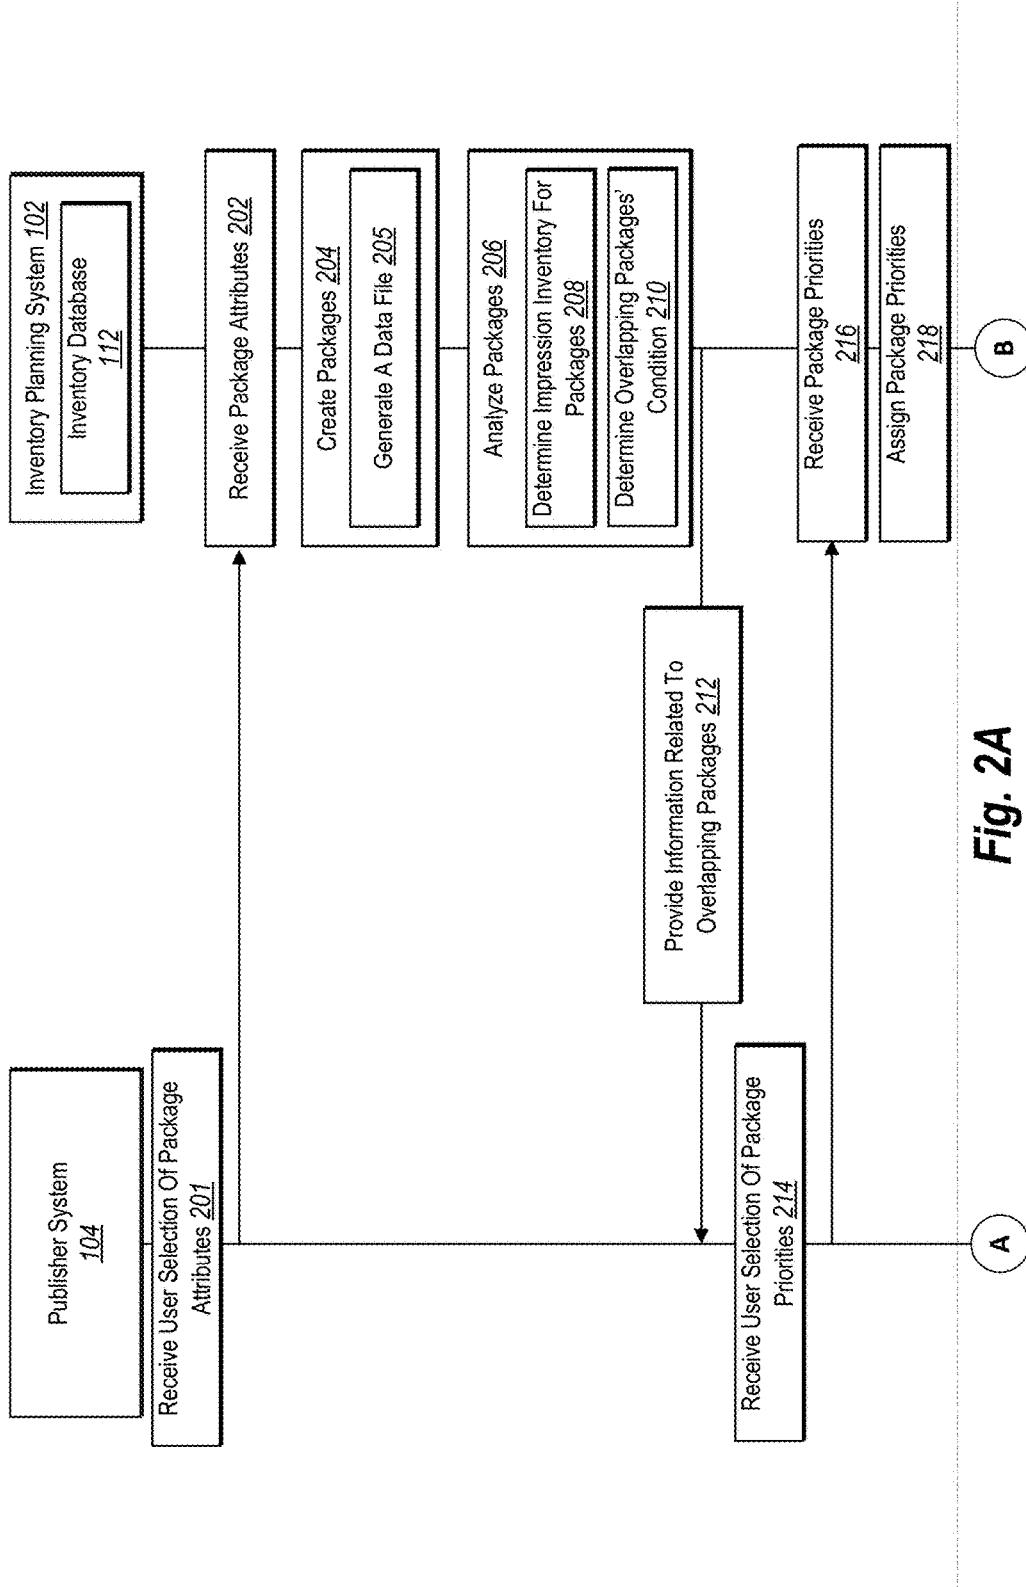 Publisher System
104
Inventory Planning System 102
Inventory Database
112
Receive User Selection Of Package
Attributes 201
Receive Package Attributes 202
Create Packages 204
Generate A Data File 205
Analyze Packages 206
Determine Impression Inventory For
Packages 208
Determine Overlapping Packages'
Condition 210
Provide Information Related To
Overlapping Packages 212
Receive User Selection Of Package
Priorities 214
Receive Package Priorities
216
Assign Package Priorities
218
A
B
Fig. 2A